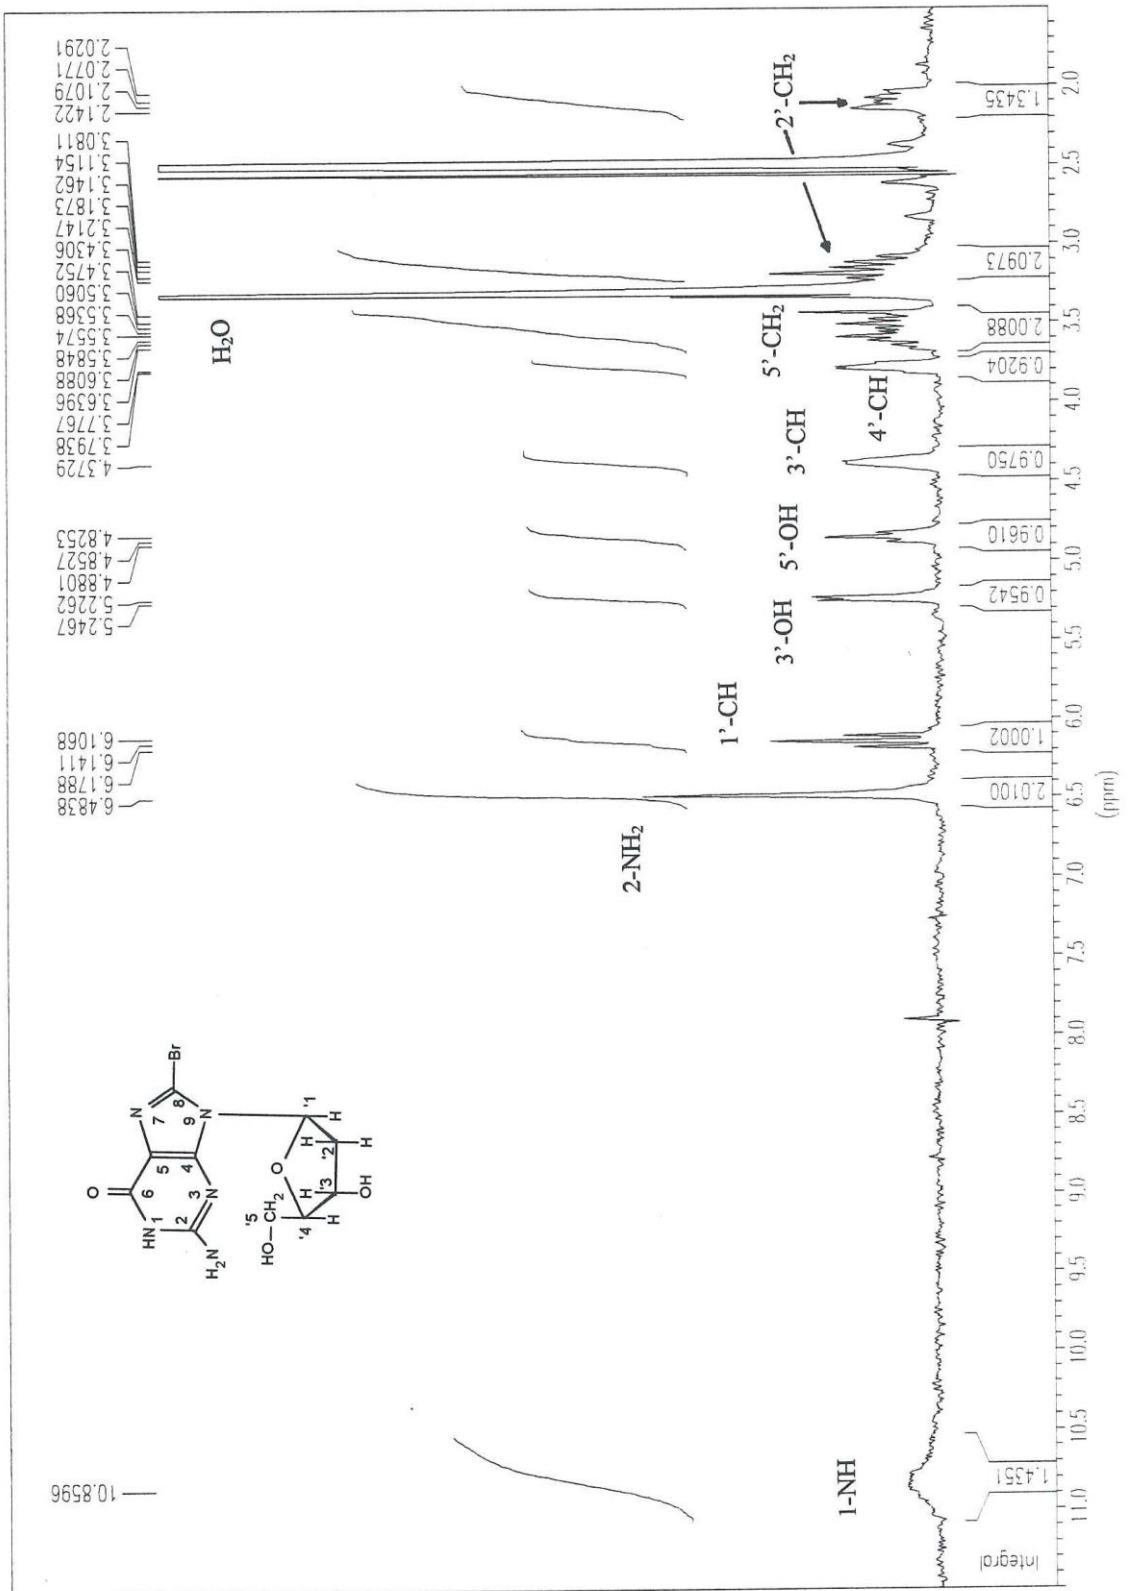 10.8596
6.4838
6.1788
6.1411
6.1068
5.2467
5.2262
4.8801
4.8527
4.8253
4.3729
3.7938
3.7767
3.6396
3.6088
3.5848
3.5574
3.5368
3.5060
3.4752
3.4306
3.2147
3.1873
3.1462
3.1154
3.0811
2.1422
2.1079
2.0771
2.0291
O
6
HN
1
5
N
7
8
Br
2
3
N
4
9
N
H₂N
HO
CH₂
'5
O
'4
H
H
'3
OH
H
'2
H
'1
H
H₂O
2-NH₂
1'-CH
3'-OH
5'-OH
3'-CH
5'-CH₂
2'-CH₂
1-NH
4'-CH
Integral
1.4351
2.0100
1.0002
0.9542
0.9610
0.9750
0.9204
2.0088
2.0973
1.3435
11.0 10.5 10.0 9.5 9.0 8.5 8.0 7.5 7.0 6.5 6.0 5.5 5.0 4.5 4.0 3.5 3.0 2.5 2.0
(ppm)